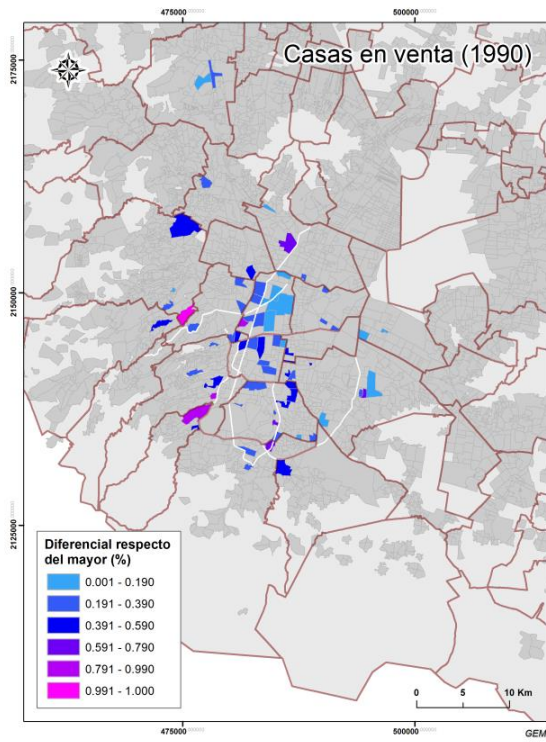 475000
500000
Casas en venta (1990)
2175000
2150000
2125000
Diferencial respecto
del mayor (%)
0.001 - 0.190
0.191 - 0.390
0.391 - 0.590
0.591 - 0.790
0.791 - 0.990
0.991 - 1.000
0 5 10 Km
475000
500000
GEM